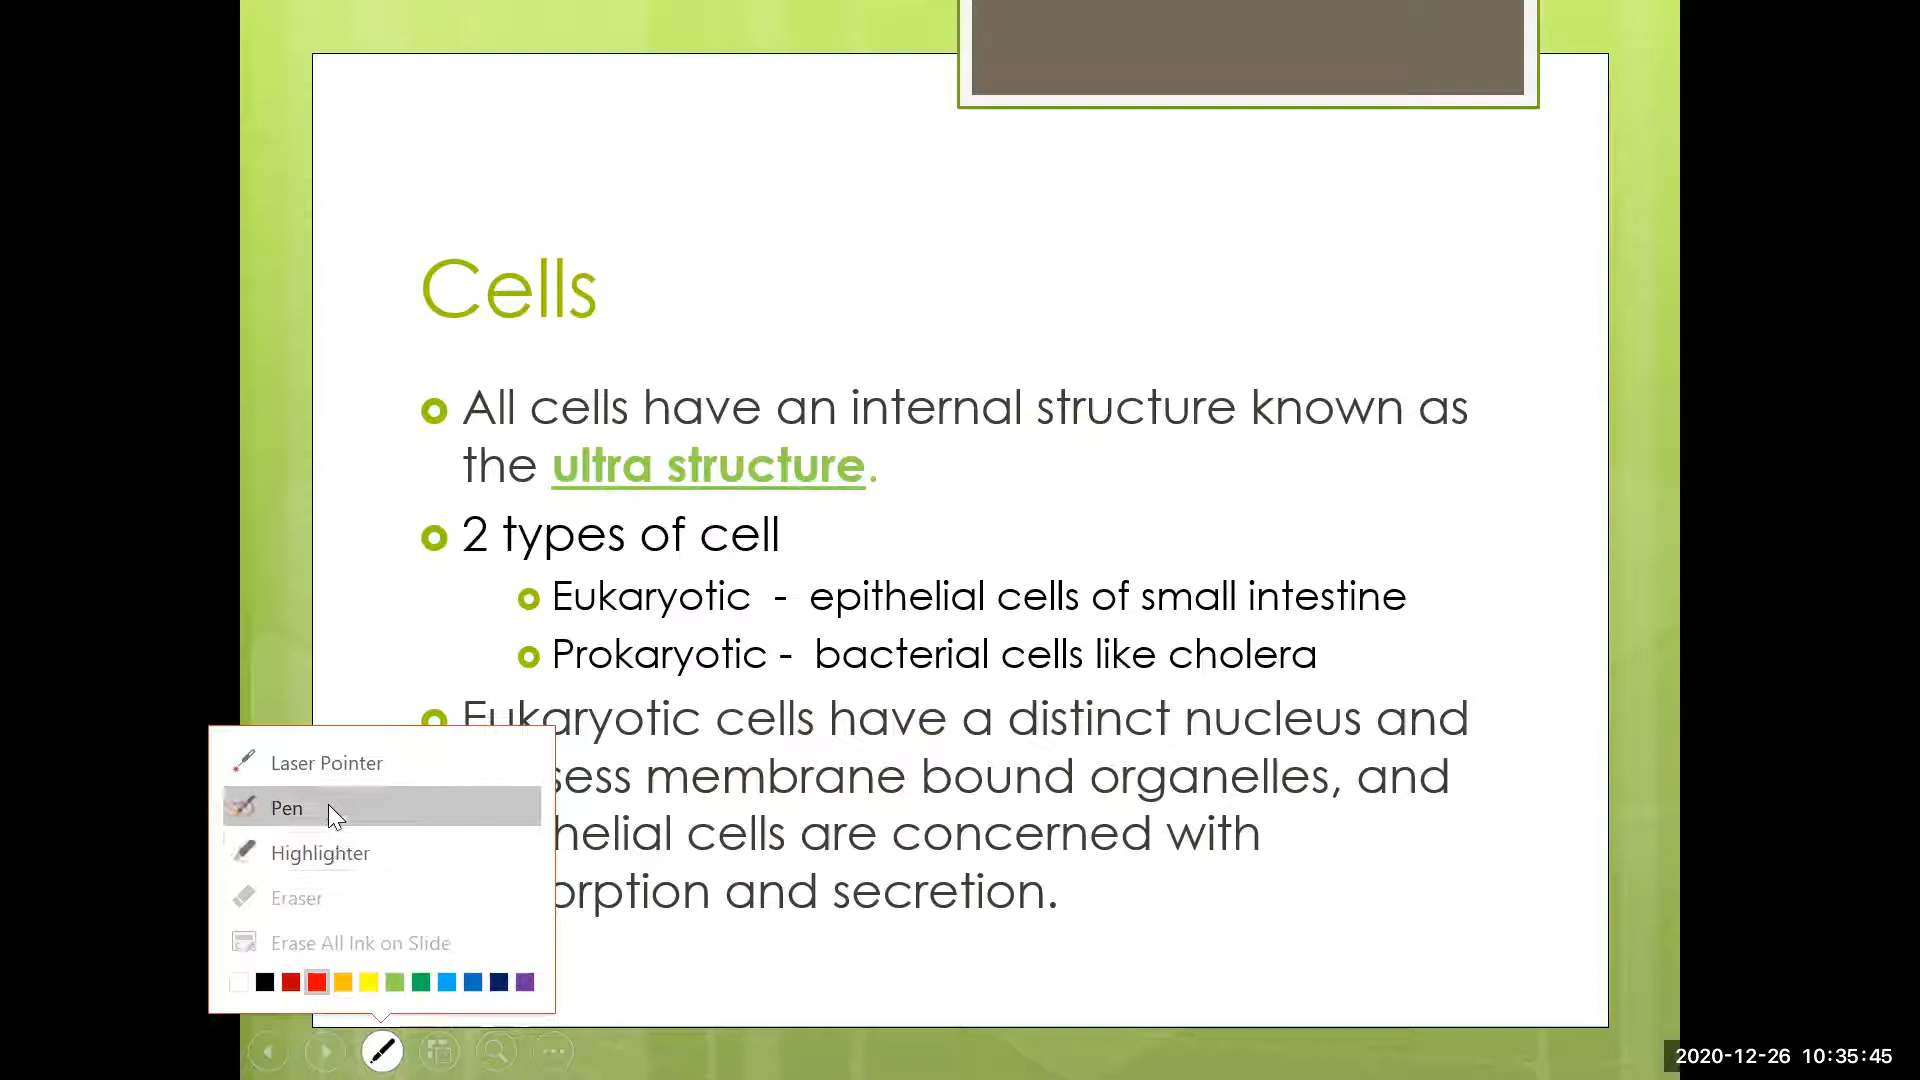 Cells
All cells have an internal structure known as
the ultra structure.
2 types of cell
Eukaryotic - epithelial cells of small intestine
Prokaryotic - bacterial cells like cholera
Eukaryotic cells have a distinct nucleus and
sess membrane bound organelles, and
helial cells are concerned with
orption and secretion.
Laser Pointer
Pen
Highlighter
Eraser
Erase All Ink on Slide
2020-12-26 10:35:45